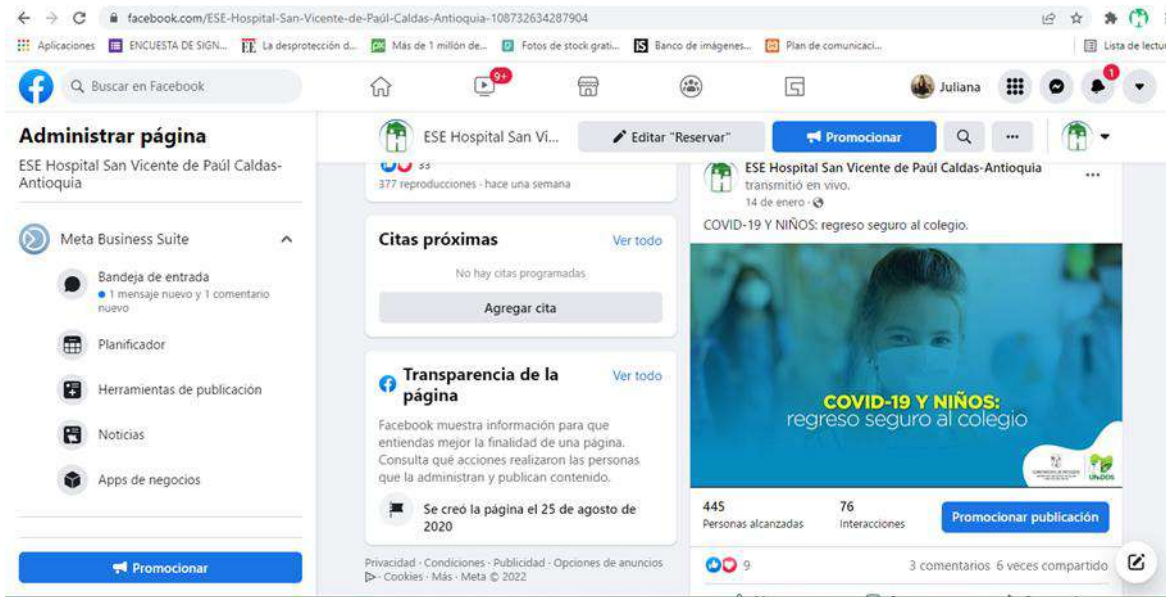 facebook.com/ESE-Hospital-San-Vicente-de-Paúl-Caldas-Antioquia-108732634287904
Aplicaciones
ENCUESTA DE SIGN...
La desprotección d...
Más de 1 millón de...
Fotos de stock grati...
Banco de imágenes...
Plan de comunicaci...
Lista de lectur
Buscar en Facebook
9+
Juliana
1
Administrar página
ESE Hospital San Vicente de Paúl Caldas-
Antioquia
Meta Business Suite
Bandeja de entrada
1 mensaje nuevo y 1 comentario
nuevo
Planificador
Herramientas de publicación
Noticias
Apps de negocios
Promocionar
ESE Hospital San Vi...
Editar "Reservar"
Promocionar
33
377 reproducciones · hace una semana
Citas próximas
Ver todo
No hay citas programadas
Agregar cita
Transparencia de la
página
Ver todo
Facebook muestra información para que
entiendas mejor la finalidad de una página.
Consulta qué acciones realizaron las personas
que la administran y publican contenido.
Se creó la página el 25 de agosto de
2020
Privacidad · Condiciones · Publicidad · Opciones de anuncios
· Cookies · Más · Meta © 2022
ESE Hospital San Vicente de Paúl Caldas-Antioquia
transmitió en vivo.
14 de enero ·
COVID-19 Y NIÑOS: regreso seguro al colegio.
COVID-19 Y NIÑOS:
regreso seguro al colegio
UNIDOS
445
Personas alcanzadas
76
Interacciones
Promocionar publicación
9
3 comentarios 6 veces compartido